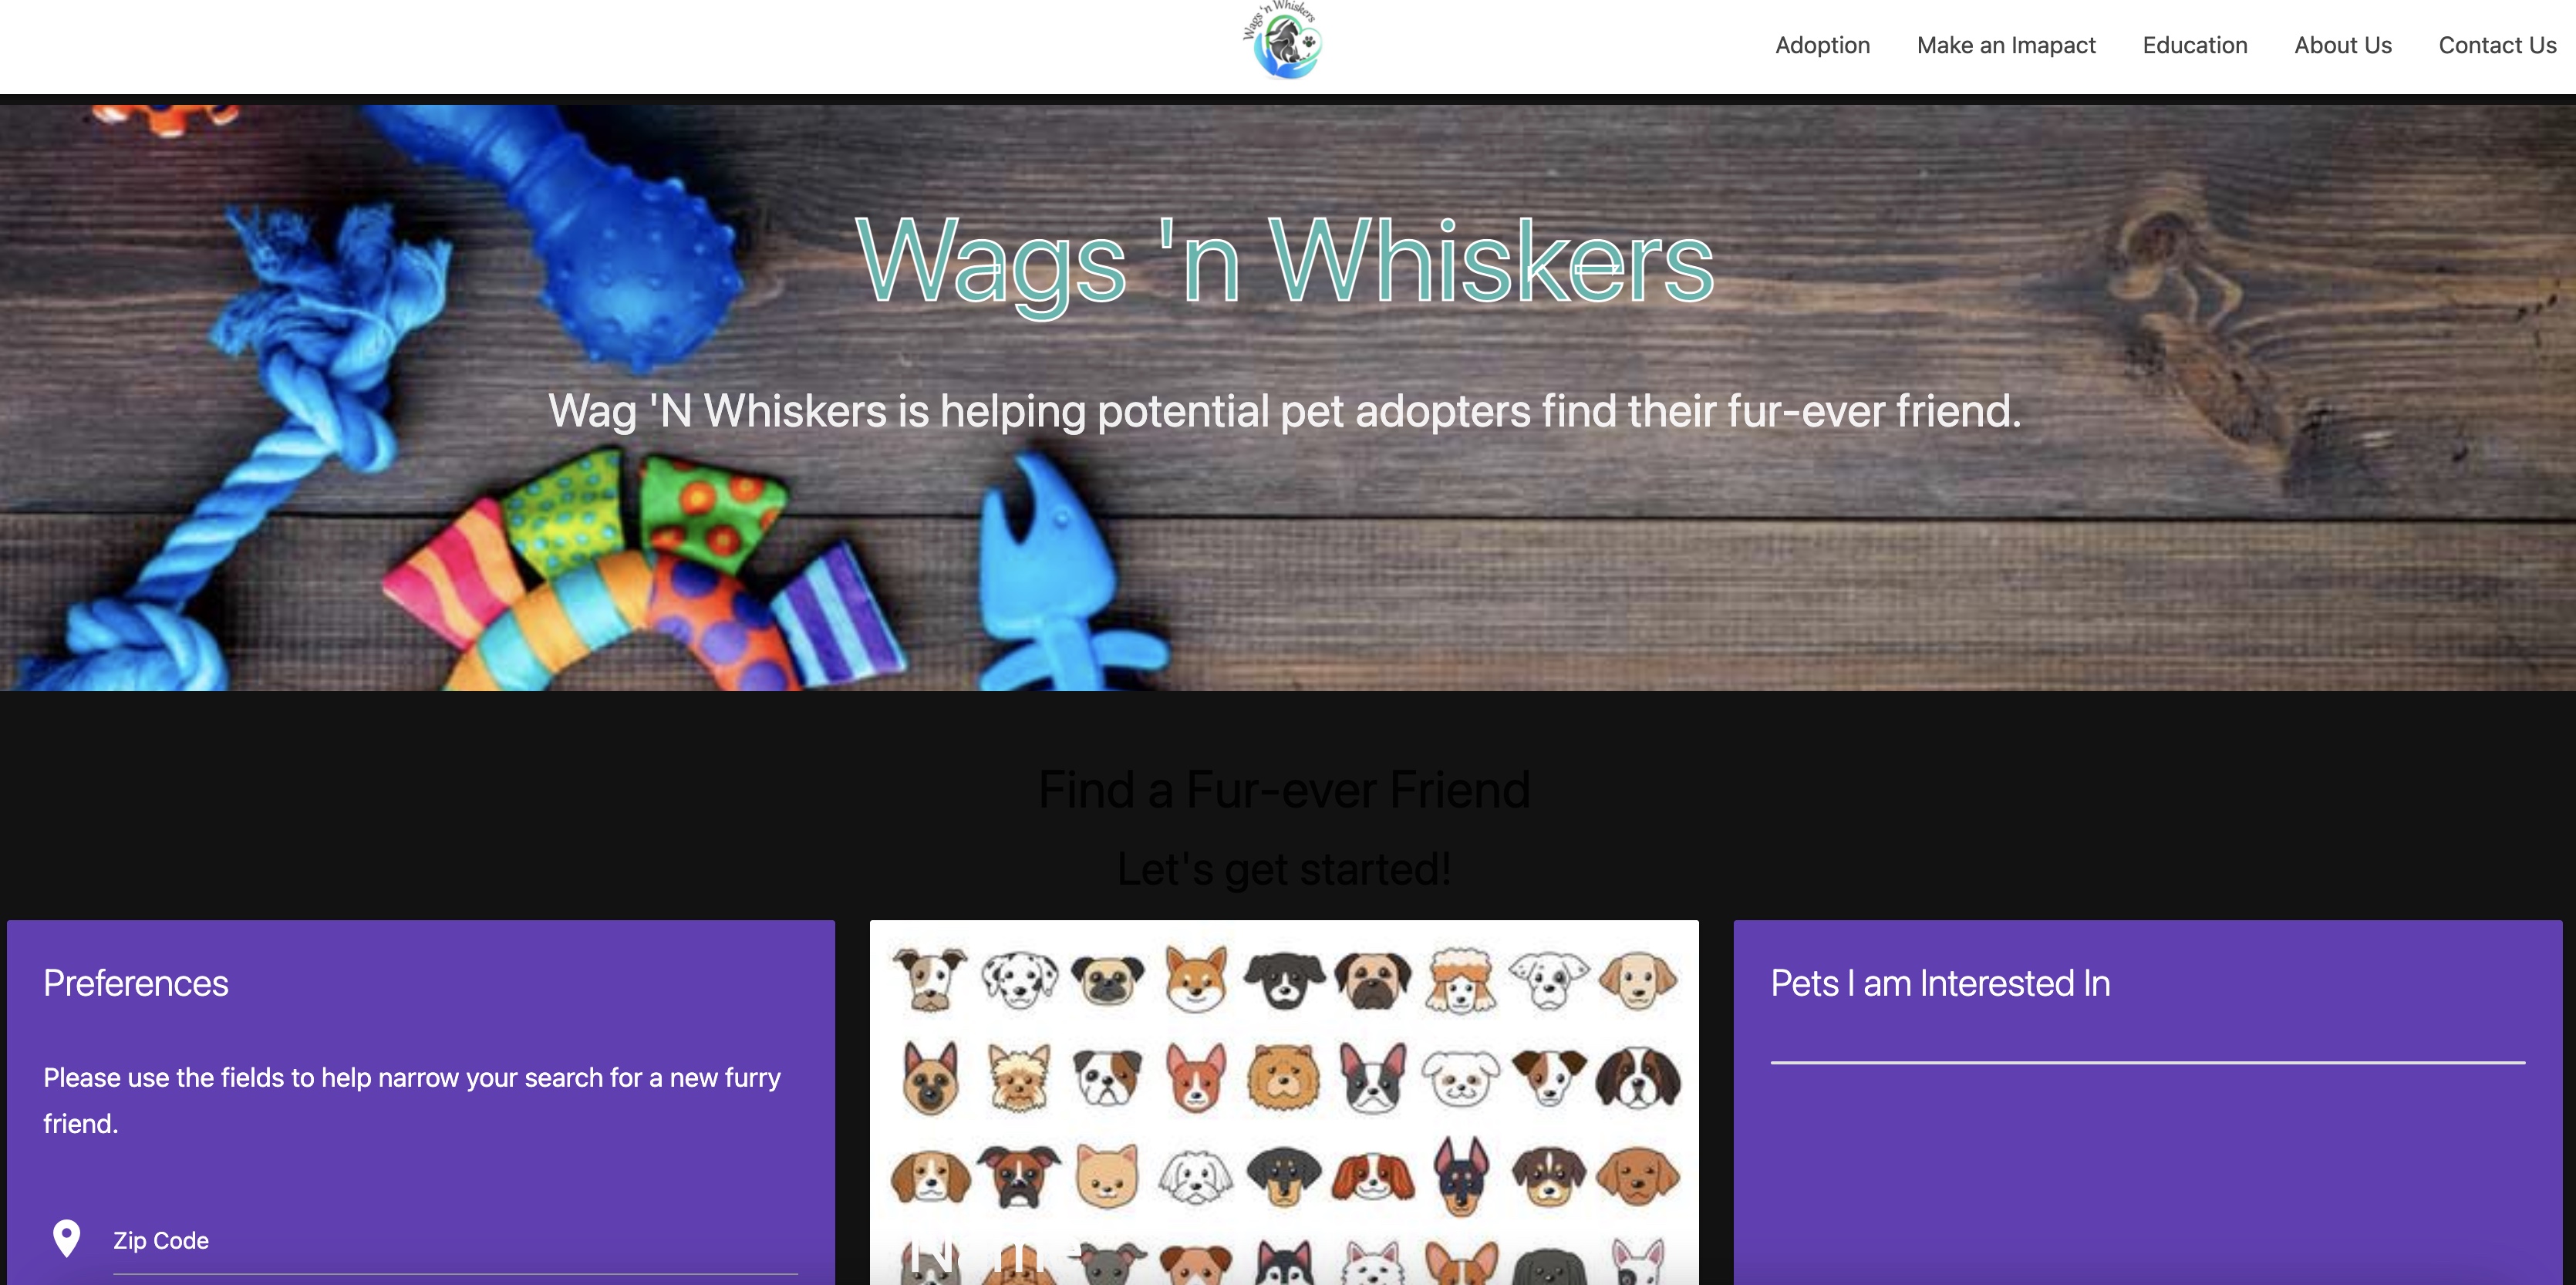 Wags 'n Whiskers
Adoption
Make an Imapact
Education
About Us
Contact Us
Wags 'n Whiskers
Wag 'N Whiskers is helping potential pet adopters find their fur-ever friend.
Find a Fur-ever Friend
Let's get started!
Preferences
Please use the fields to help narrow your search for a new furry
friend.
Zip Code
Name
Pets I am Interested In